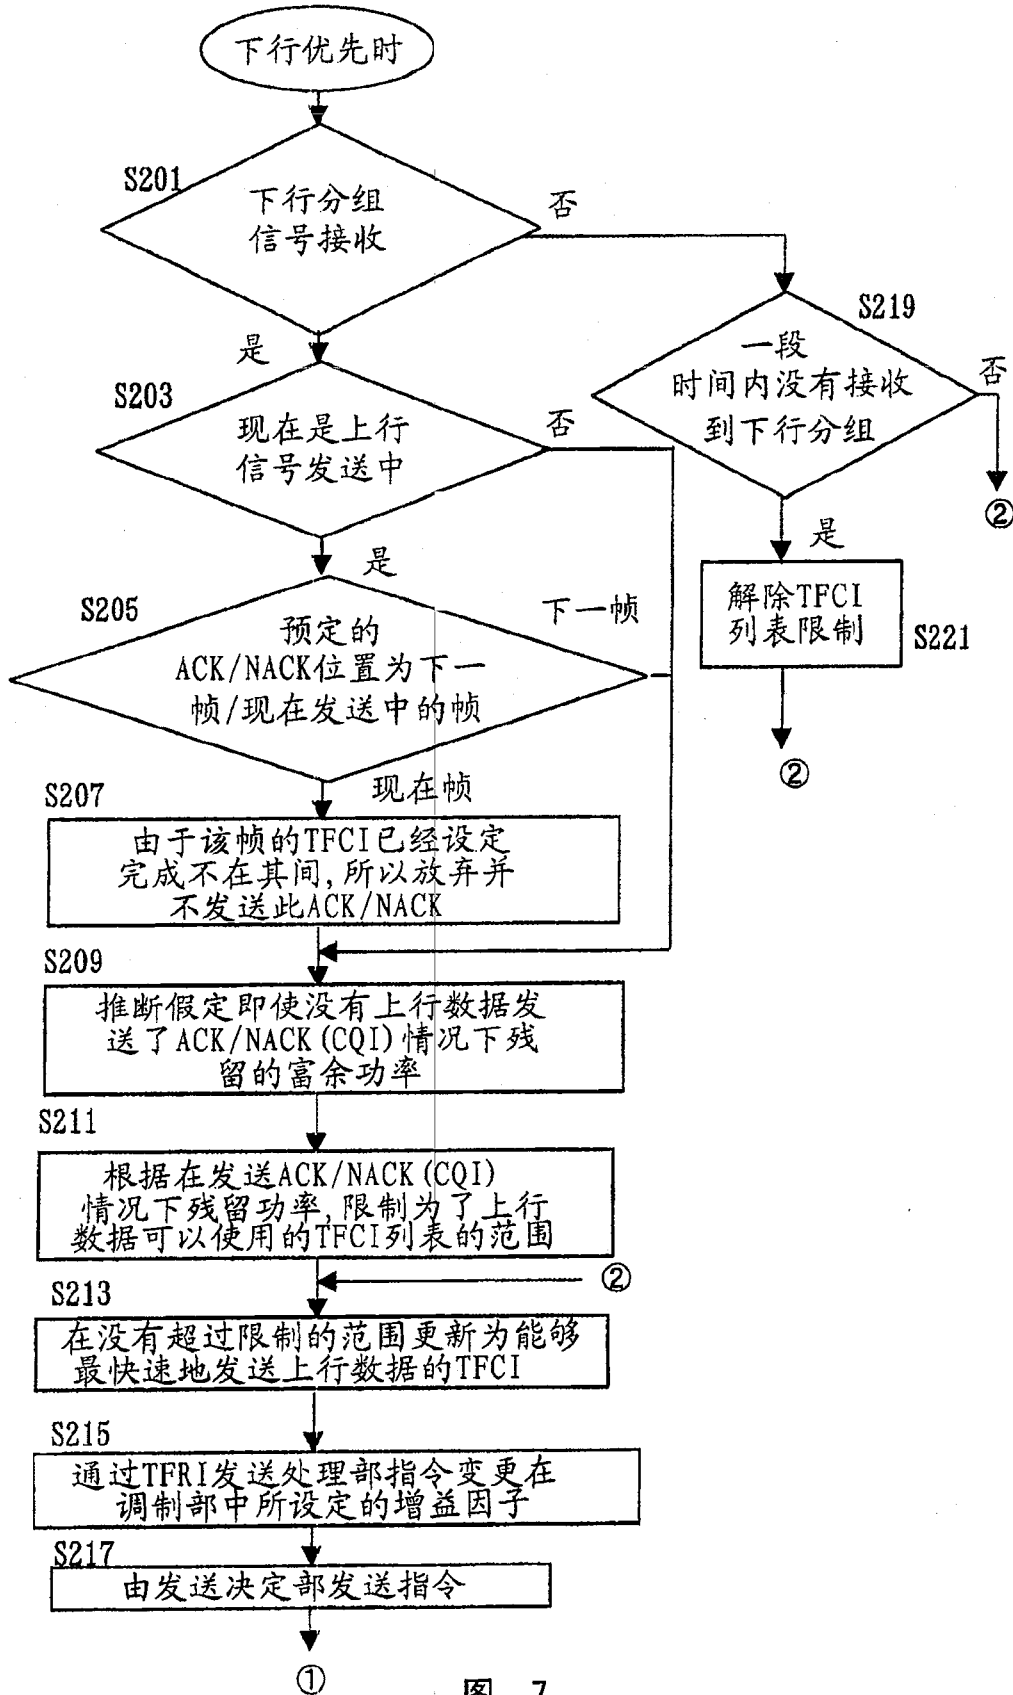 下行优先时
S201
下行分组
信号接收
否
是
S219
一段
时间内没有接收
到下行分组
否
②
是
解除TFCI
列表限制
S221
②
S203
现在是上行
信号发送中
否
是
S205
预定的
ACK/NACK位置为下一
帧/现在发送中的帧
下一帧
现在帧
S207
由于该帧的TFCI已经设定
完成不在其间,所以放弃并
不发送此ACK/NACK
S209
推断假定即使没有上行数据发
送了ACK/NACK(CQI)情况下残
留的富余功率
S211
根据在发送ACK/NACK(CQI)
情况下残留功率,限制为了上行
数据可以使用的TFCI列表的范围
②
S213
在没有超过限制的范围更新为能够
最快速地发送上行数据的TFCI
S215
通过TFRI发送处理部指令变更在
调制部中所设定的增益因子
S217
由发送决定部发送指令
①
图 7